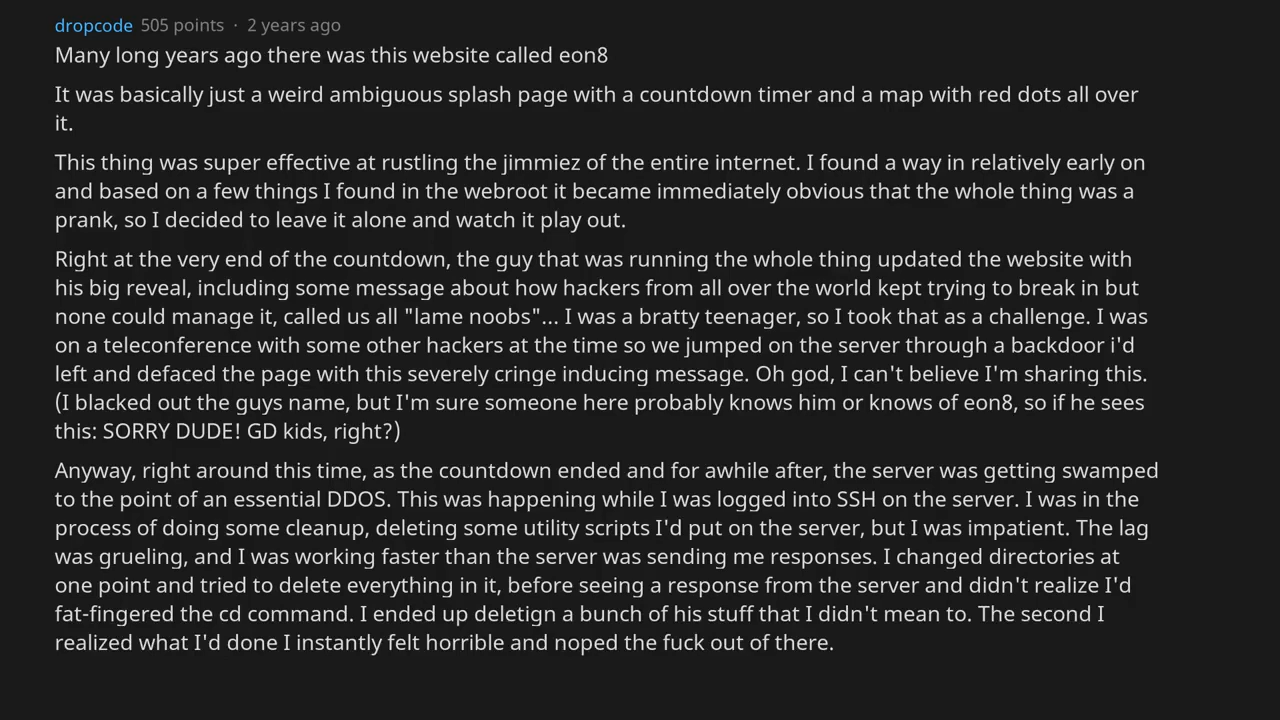 dropcode 505 points · 2 years ago
Many long years ago there was this website called eon8
It was basically just a weird ambiguous splash page with a countdown timer and a map with red dots all over
it.
This thing was super effective at rustling the jimmiez of the entire internet. I found a way in relatively early on
and based on a few things I found in the webroot it became immediately obvious that the whole thing was a
prank, so I decided to leave it alone and watch it play out.
Right at the very end of the countdown, the guy that was running the whole thing updated the website with
his big reveal, including some message about how hackers from all over the world kept trying to break in but
none could manage it, called us all "lame noobs"... I was a bratty teenager, so I took that as a challenge. I was
on a teleconference with some other hackers at the time so we jumped on the server through a backdoor i'd
left and defaced the page with this severely cringe inducing message. Oh god, I can't believe I'm sharing this.
(I blacked out the guys name, but I'm sure someone here probably knows him or knows of eon8, so if he sees
this: SORRY DUDE! GD kids, right?)
Anyway, right around this time, as the countdown ended and for awhile after, the server was getting swamped
to the point of an essential DDOS. This was happening while I was logged into SSH on the server. I was in the
process of doing some cleanup, deleting some utility scripts I'd put on the server, but I was impatient. The lag
was grueling, and I was working faster than the server was sending me responses. I changed directories at
one point and tried to delete everything in it, before seeing a response from the server and didn't realize I'd
fat-fingered the cd command. I ended up deletign a bunch of his stuff that I didn't mean to. The second I
realized what I'd done I instantly felt horrible and noped the fuck out of there.